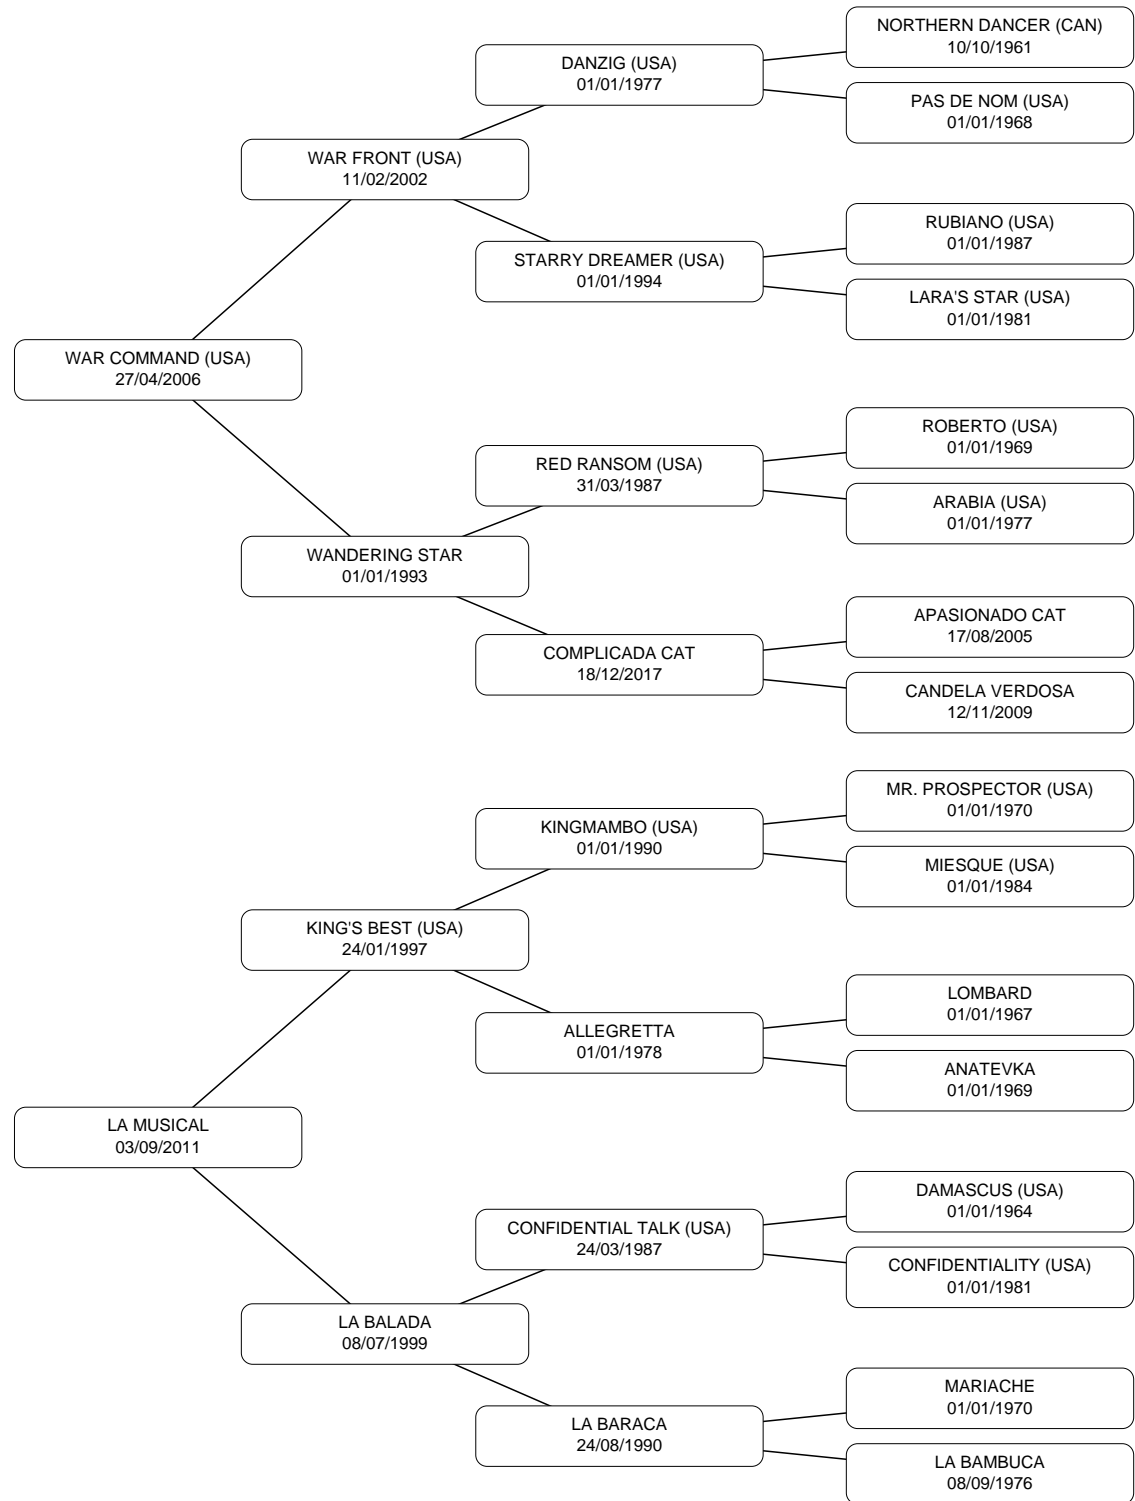 NORTHERN DANCER (CAN)
10/10/1961
DANZIG (USA)
01/01/1977
PAS DE NOM (USA)
01/01/1968
WAR FRONT (USA)
11/02/2002
RUBIANO (USA)
01/01/1987
STARRY DREAMER (USA)
01/01/1994
LARA'S STAR (USA)
01/01/1981
WAR COMMAND (USA)
27/04/2006
ROBERTO (USA)
01/01/1969
RED RANSOM (USA)
31/03/1987
ARABIA (USA)
01/01/1977
WANDERING STAR
01/01/1993
APASIONADO CAT
17/08/2005
COMPLICADA CAT
18/12/2017
CANDELA VERDOSA
12/11/2009
MR. PROSPECTOR (USA)
01/01/1970
KINGMAMBO (USA)
01/01/1990
MIESQUE (USA)
01/01/1984
KING'S BEST (USA)
24/01/1997
LOMBARD
01/01/1967
ALLEGRETTA
01/01/1978
ANATEVKA
01/01/1969
LA MUSICAL
03/09/2011
DAMASCUS (USA)
01/01/1964
CONFIDENTIAL TALK (USA)
24/03/1987
CONFIDENTIALITY (USA)
01/01/1981
LA BALADA
08/07/1999
MARIACHE
01/01/1970
LA BARACA
24/08/1990
LA BAMBUCA
08/09/1976